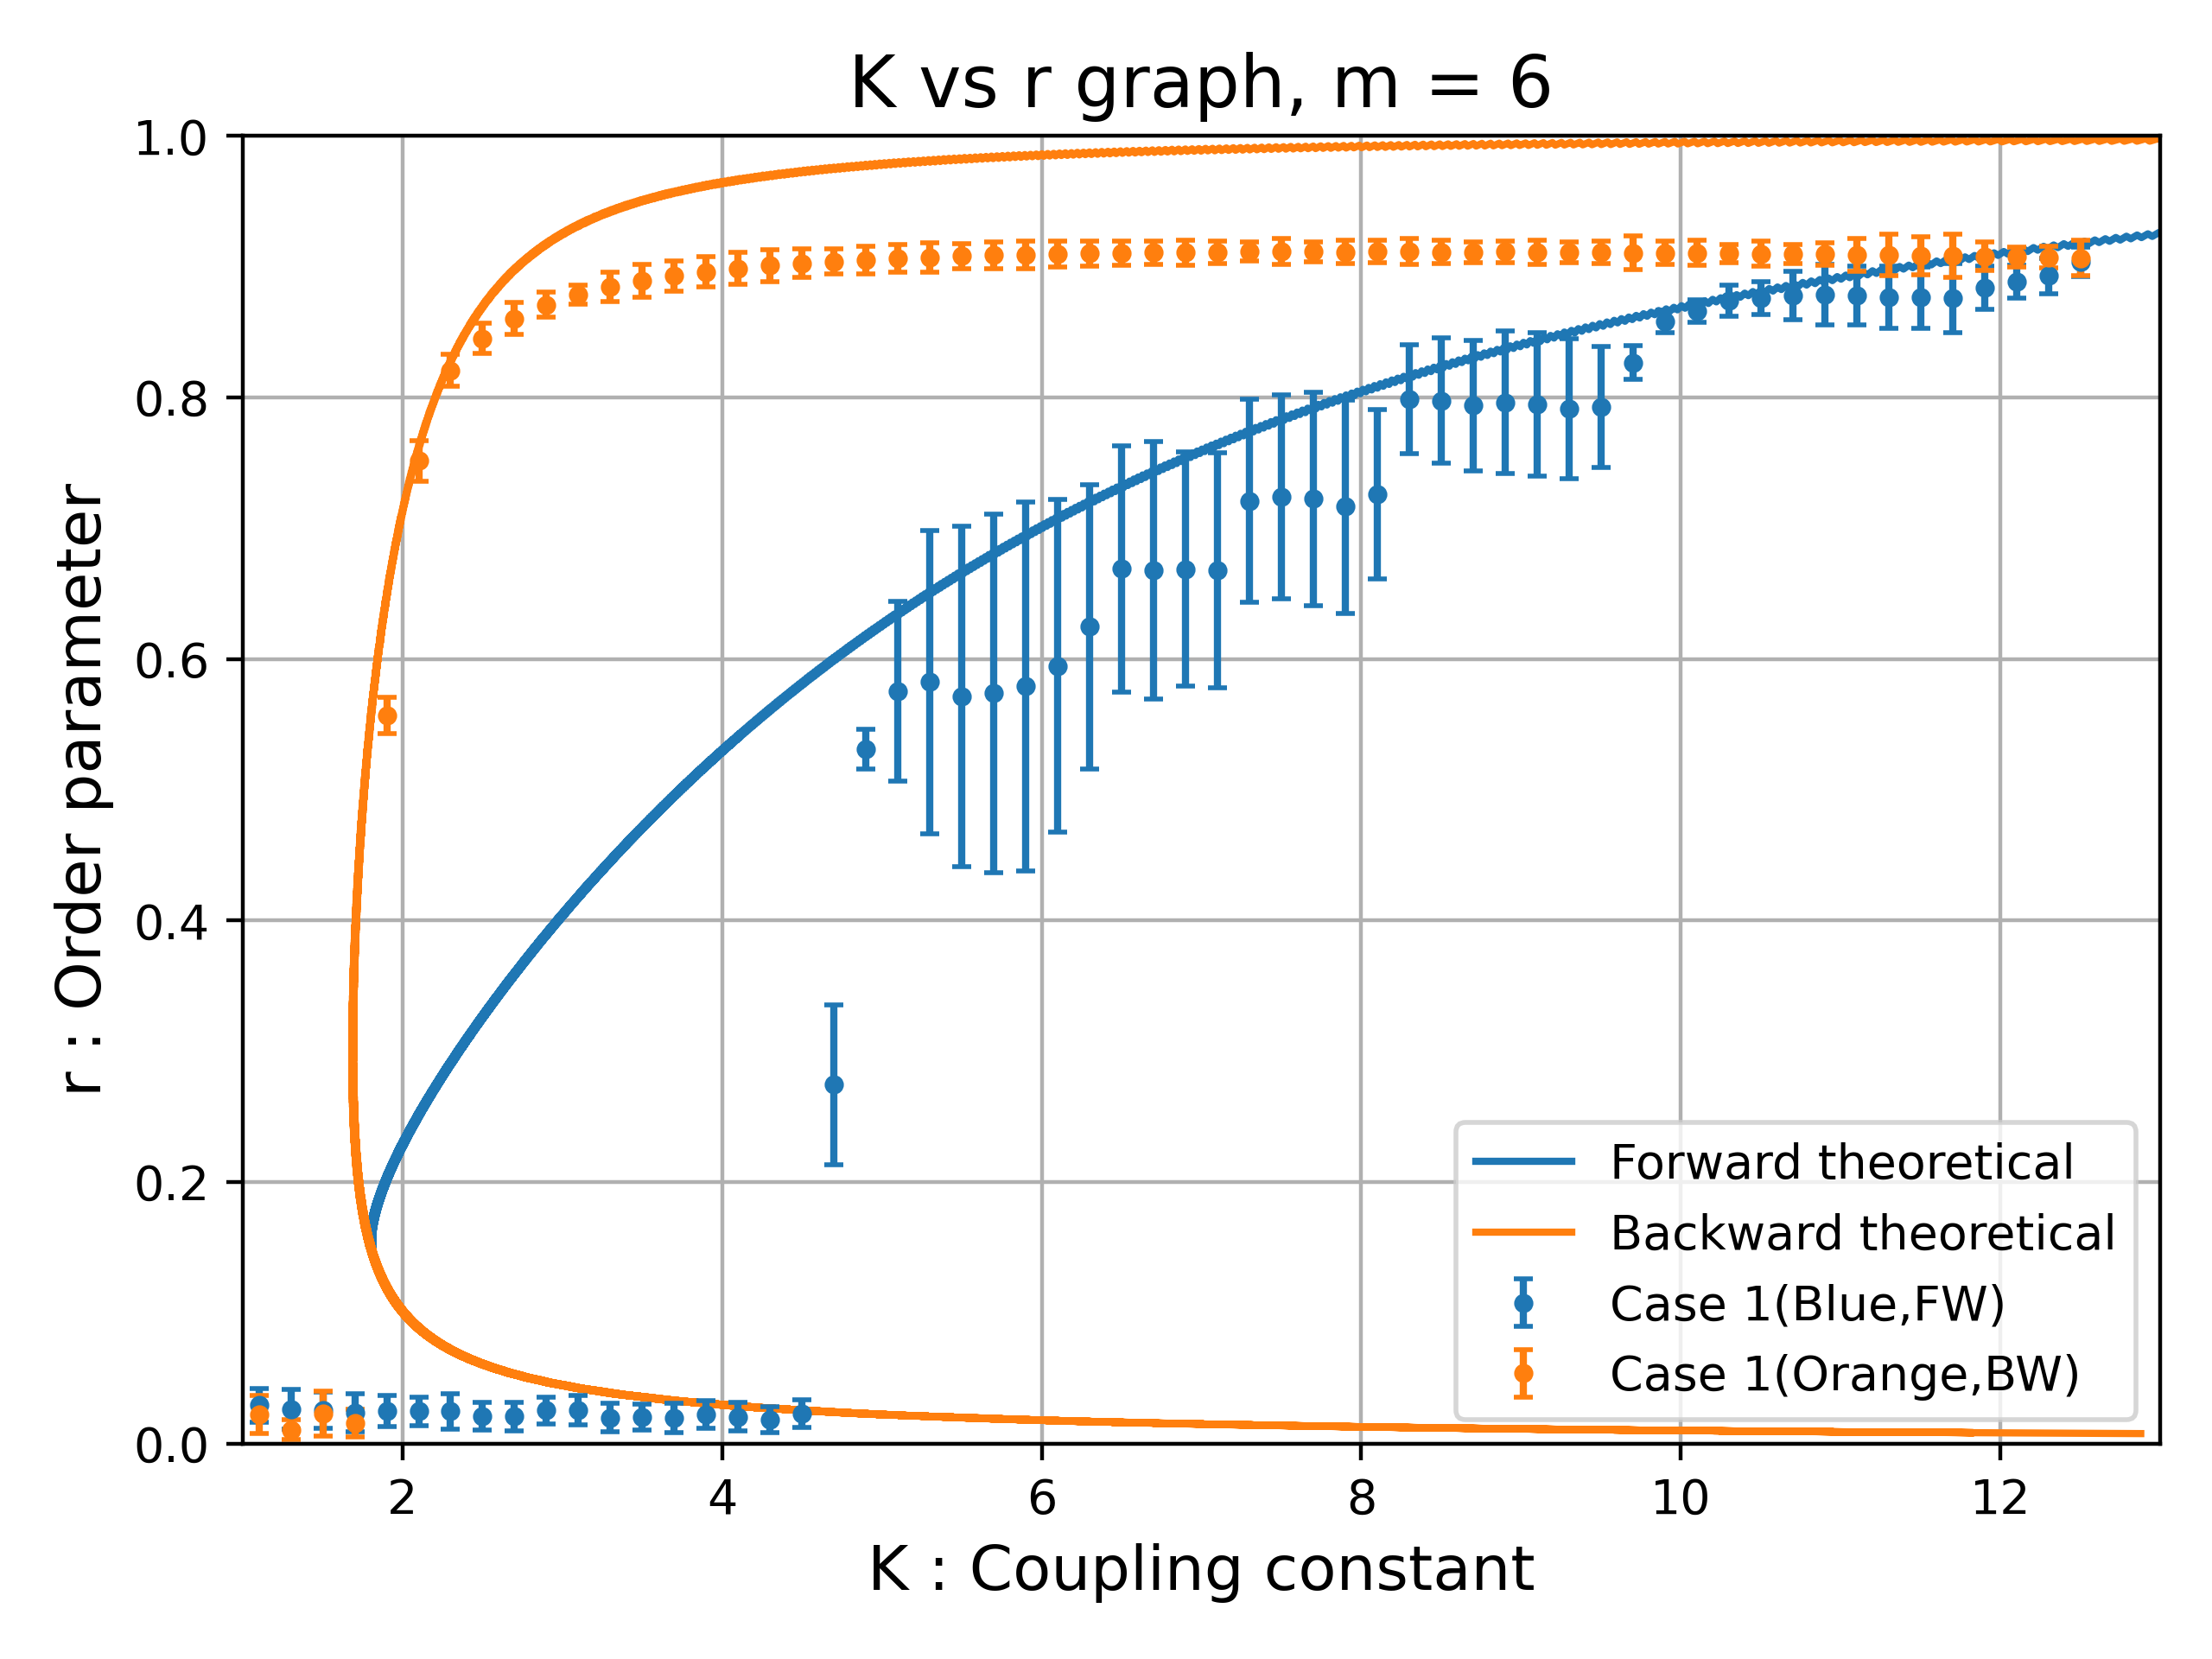 K vs r graph, m = 6
1.0
0.8
0.6
0.4
0.2
0.0
r : Order parameter
2 4 6 8 10 12
K : Coupling constant
Forward theoretical
Backward theoretical
Case 1(Blue,FW)
Case 1(Orange,BW)